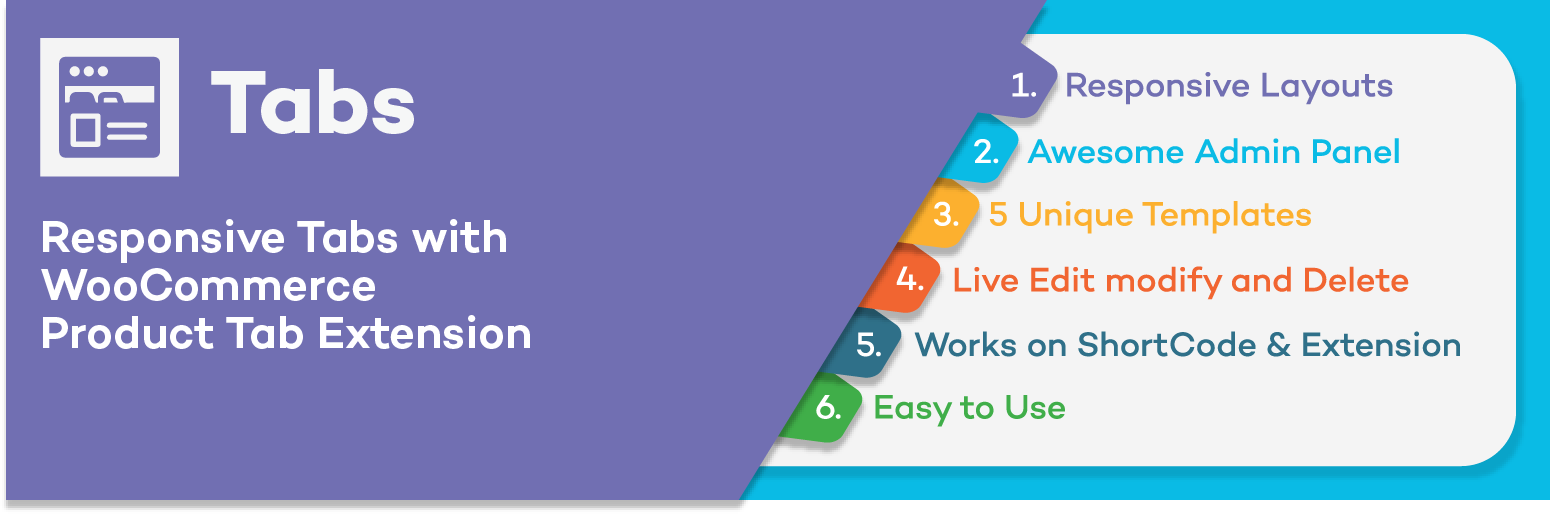 Tabs
Responsive Tabs with
WooCommerce
Product Tab Extension
1. Responsive Layouts
2. Awesome Admin Panel
3. 5 Unique Templates
4. Live Edit modify and Delete
5. Works on ShortCode & Extension
6. Easy to Use